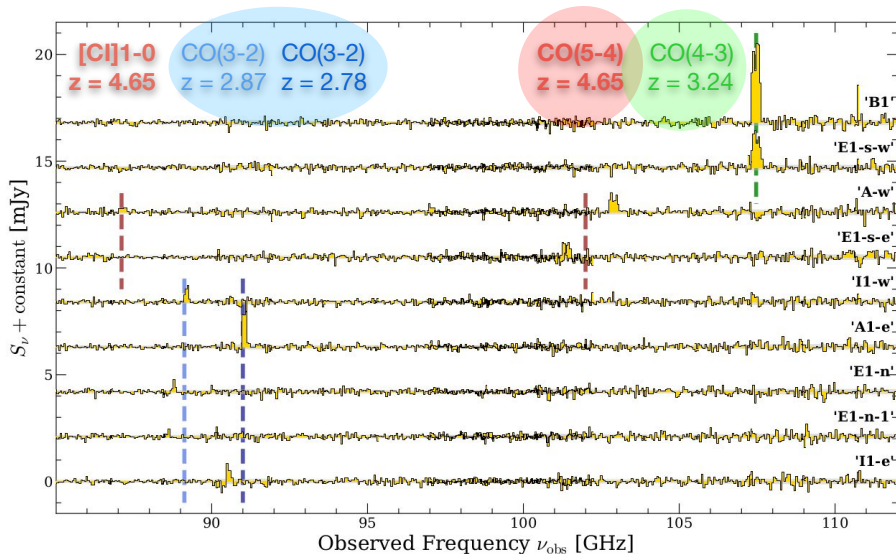 [CI]1-0 CO(3-2) CO(3-2) CO(5-4) CO(4-3)
z = 4.65 z = 2.87 z = 2.78 z = 4.65 z = 3.24
20
'B1'
'E1-s-w'
15
'A-w'
'E1-s-e'
10
'I1-w'
'A1-e'
5
'E1-n'
'E1-n-1'
0
'I1-e'
S_ν + constant [mJy]
90 95 100 105 110
Observed Frequency ν_obs [GHz]